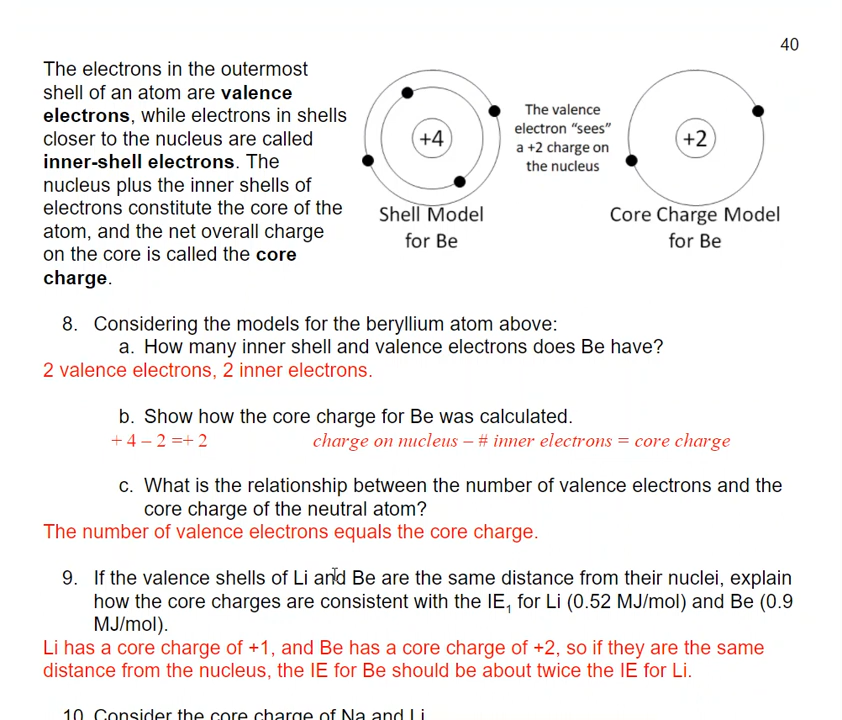 40
The electrons in the outermost
shell of an atom are valence
electrons, while electrons in shells
closer to the nucleus are called
inner-shell electrons. The
nucleus plus the inner shells of
electrons constitute the core of the
atom, and the net overall charge
on the core is called the core
charge.
+4
Shell Model
for Be
The valence
electron “sees”
a +2 charge on
the nucleus
+2
Core Charge Model
for Be
8. Considering the models for the beryllium atom above:
a. How many inner shell and valence electrons does Be have?
2 valence electrons, 2 inner electrons.
b. Show how the core charge for Be was calculated.
+ 4 – 2 =+ 2 charge on nucleus – # inner electrons = core charge
c. What is the relationship between the number of valence electrons and the
core charge of the neutral atom?
The number of valence electrons equals the core charge.
9. If the valence shells of Li and Be are the same distance from their nuclei, explain
how the core charges are consistent with the IE₁ for Li (0.52 MJ/mol) and Be (0.9
MJ/mol).
Li has a core charge of +1, and Be has a core charge of +2, so if they are the same
distance from the nucleus, the IE for Be should be about twice the IE for Li.
10. Consider the core charge of Na and Li